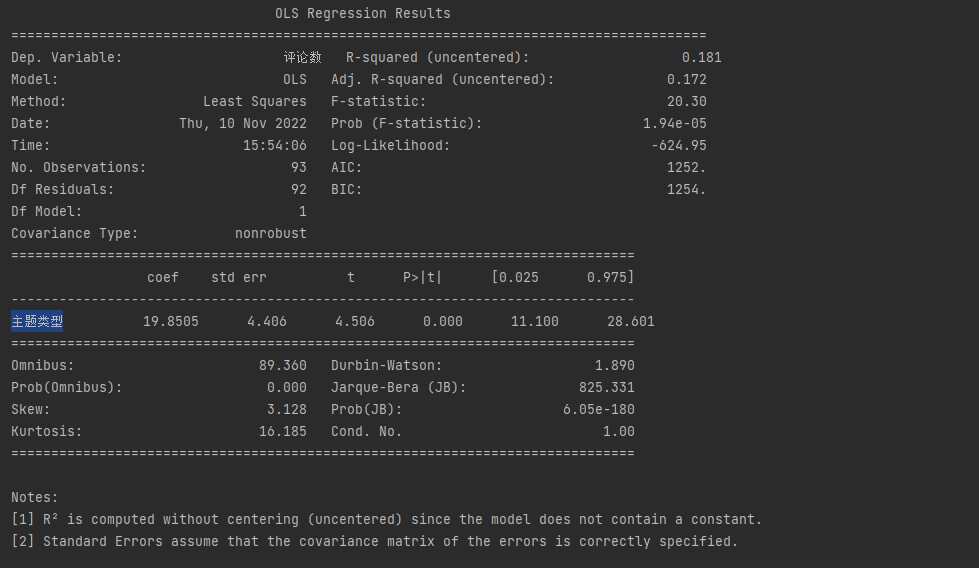 OLS Regression Results
=======================================================================================
Dep. Variable: 评论数 R-squared (uncentered): 0.181
Model: OLS Adj. R-squared (uncentered): 0.172
Method: Least Squares F-statistic: 20.30
Date: Thu, 10 Nov 2022 Prob (F-statistic): 1.94e-05
Time: 15:54:06 Log-Likelihood: -624.95
No. Observations: 93 AIC: 1252.
Df Residuals: 92 BIC: 1254.
Df Model: 1
Covariance Type: nonrobust
==============================================================================
coef std err t P>|t| [0.025 0.975]
------------------------------------------------------------------------------
主题类型 19.8505 4.406 4.506 0.000 11.100 28.601
==============================================================================
Omnibus: 89.360 Durbin-Watson: 1.890
Prob(Omnibus): 0.000 Jarque-Bera (JB): 825.331
Skew: 3.128 Prob(JB): 6.05e-180
Kurtosis: 16.185 Cond. No. 1.00
==============================================================================
Notes:
[1] R² is computed without centering (uncentered) since the model does not contain a constant.
[2] Standard Errors assume that the covariance matrix of the errors is correctly specified.